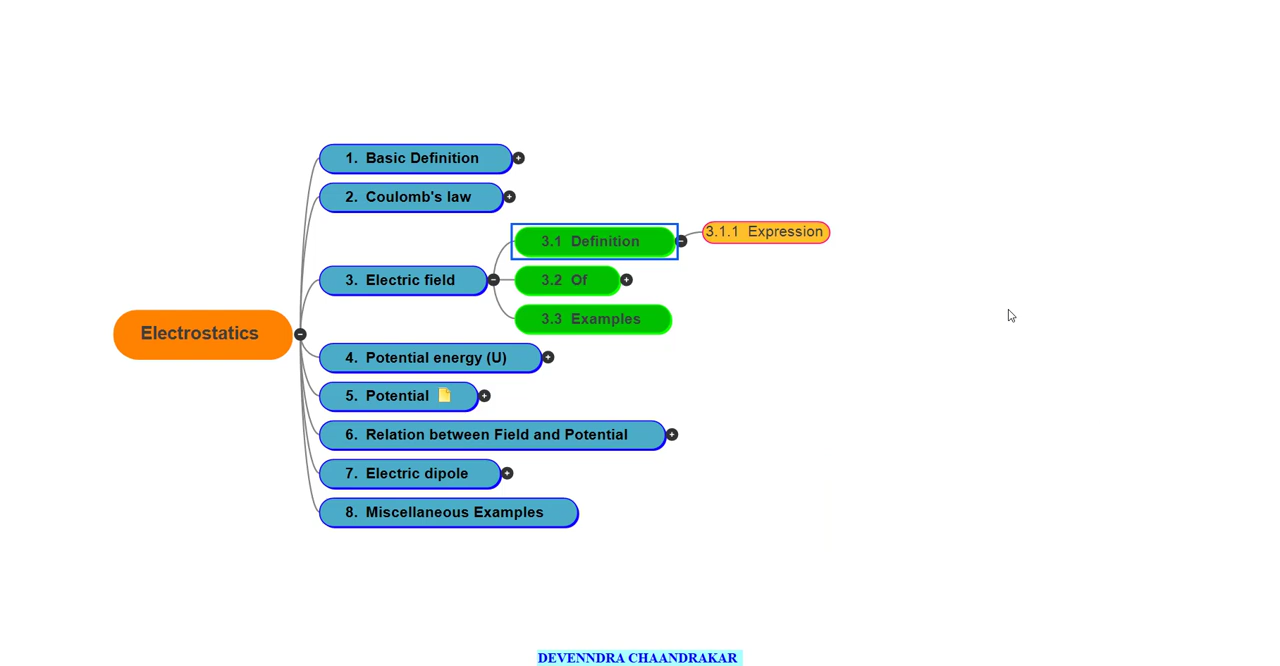 1. Basic Definition
2. Coulomb's law
3.1 Definition
3.1.1 Expression
3. Electric field
3.2 Of
3.3 Examples
Electrostatics
4. Potential energy (U)
5. Potential
6. Relation between Field and Potential
7. Electric dipole
8. Miscellaneous Examples
DEVENNDRA CHAANDRAKAR